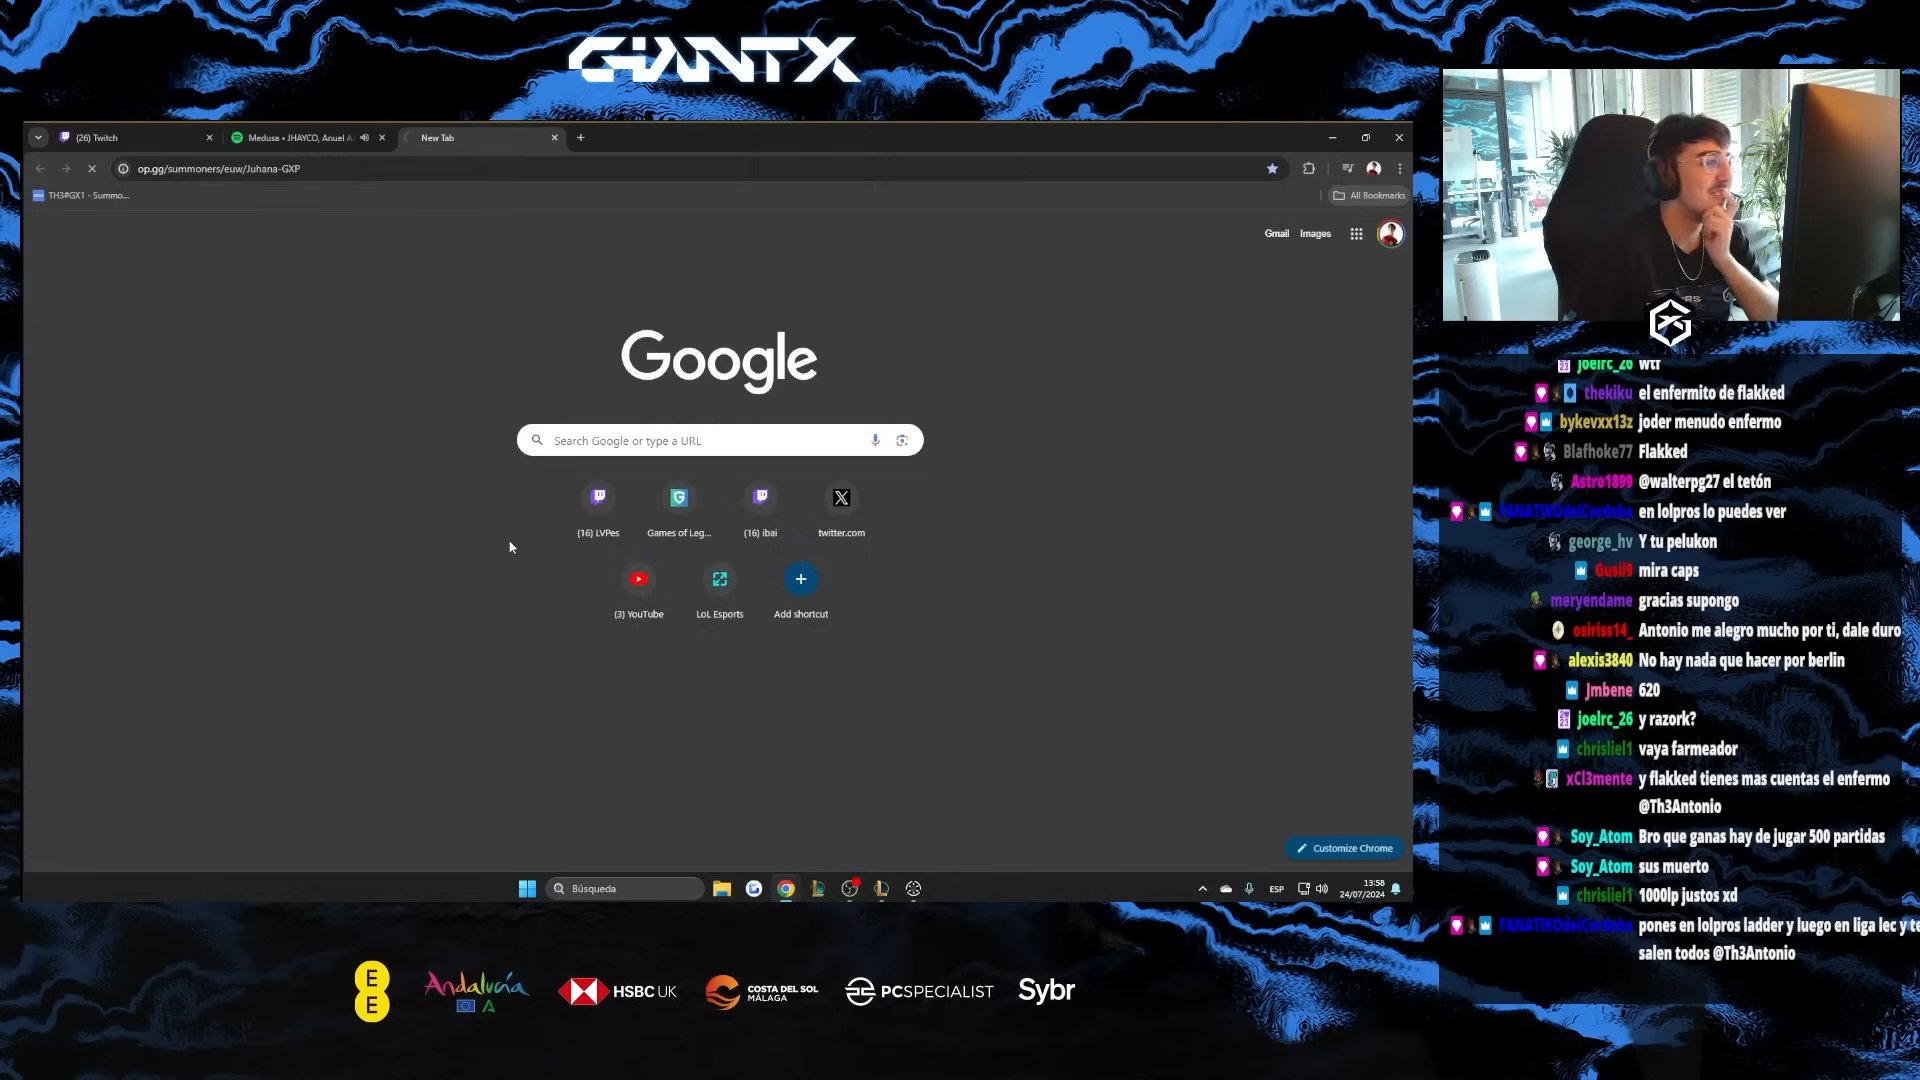 GIANTX
(26) Twitch
Medusa • JHAYCO, Anuel A
New Tab
op.gg/summoners/euw/Juhana-GXP
TH3#GX1 - Summo...
All Bookmarks
Gmail
Images
Google
Search Google or type a URL
(16) LVPes
Games of Leg...
(16) ibai
twitter.com
(3) YouTube
LoL Esports
Add shortcut
Customize Chrome
Búsqueda
ESP
13:58
24/07/2024
EE
Andalucía
HSBC UK
COSTA DEL SOL
MÁLAGA
PCSPECIALIST
Sybr
joelrc_26 wtf
thekiku el enfermito de flakked
bykevxx13z joder menudo enfermo
Blafhoke77 Flakked
Astro1899 @walterpg27 el tetón
FANATIKOdelCordoba en lolpros lo puedes ver
george_hv Y tu pelukon
Gusil9 mira caps
meryendame gracias supongo
osiriss14_ Antonio me alegro mucho por ti, dale duro
alexis3840 No hay nada que hacer por berlin
Jmbene 620
joelrc_26 y razork?
chrisliel1 vaya farmeador
xCl3mente y flakked tienes mas cuentas el enfermo
@Th3Antonio
Soy_Atom Bro que ganas hay de jugar 500 partidas
Soy_Atom sus muerto
chrisliel1 1000lp justos xd
FANATIKOdelCordoba pones en lolpros ladder y luego en liga lec y te
salen todos @Th3Antonio